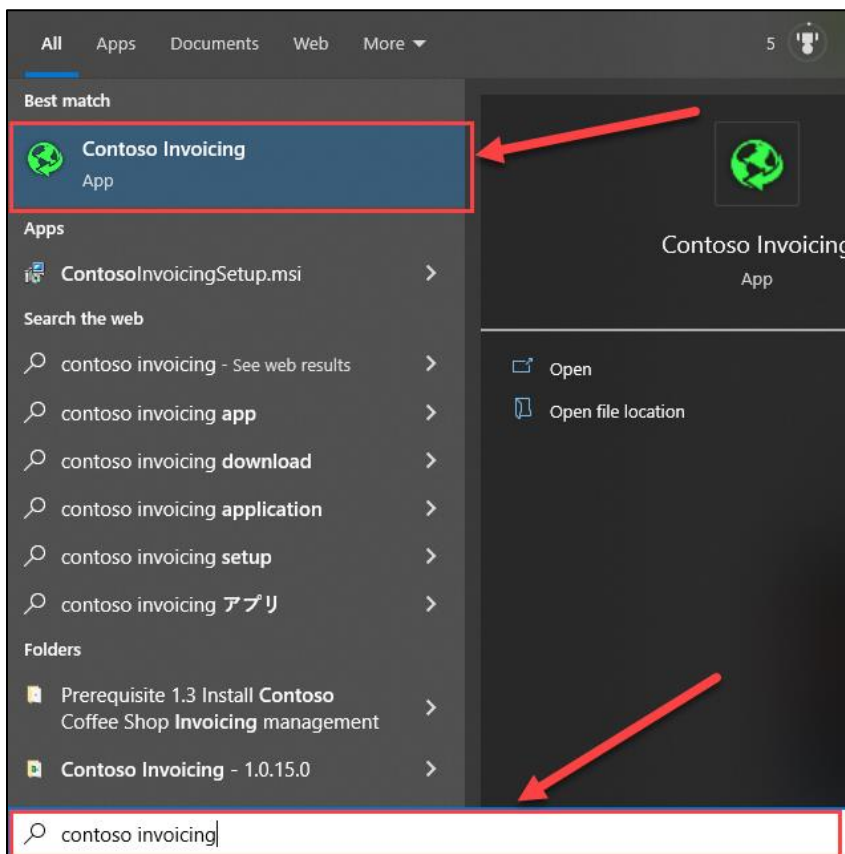 All Apps Documents Web More 5
Best match
Contoso Invoicing
App
Apps
ContosoInvoicingSetup.msi
Search the web
contoso invoicing - See web results
contoso invoicing app
contoso invoicing download
contoso invoicing application
contoso invoicing setup
contoso invoicing アプリ
Folders
Prerequisite 1.3 Install Contoso
Coffee Shop Invoicing management
Contoso Invoicing - 1.0.15.0
contoso invoicing
Contoso Invoicing
App
Open
Open file location